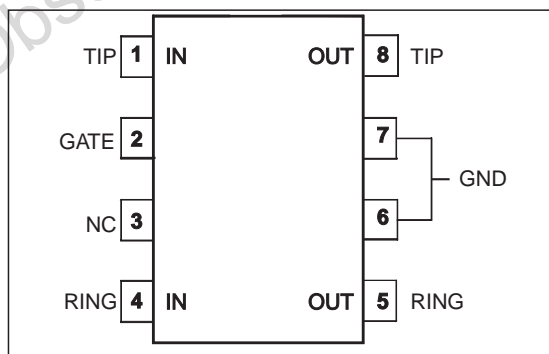 TIP 1 IN OUT 8 TIP
GATE 2 7
GND
NC 3 6
RING 4 IN OUT 5 RING